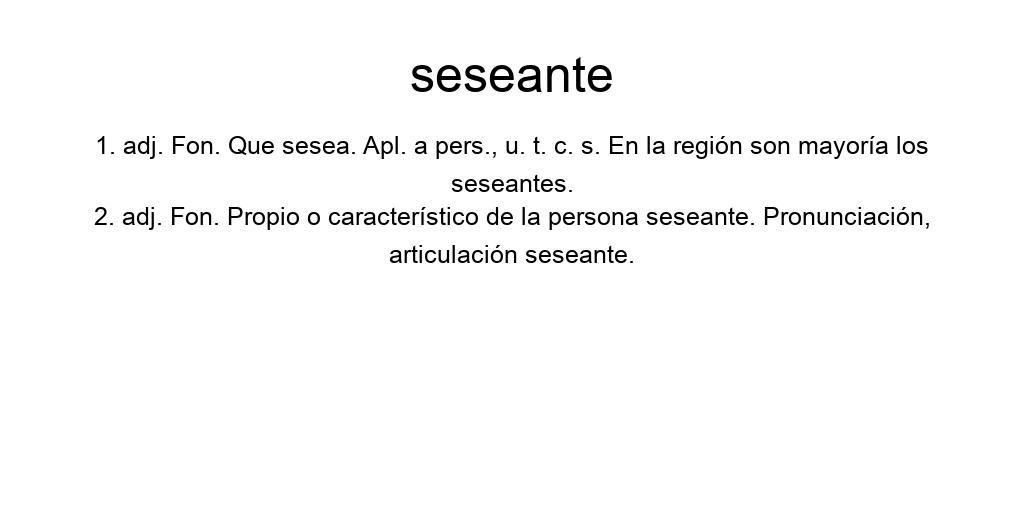 seseante
1. adj. Fon. Que sesea. Apl. a pers., u. t. c. s. En la región son mayoría los
seseantes.
2. adj. Fon. Propio o característico de la persona seseante. Pronunciación,
articulación seseante.